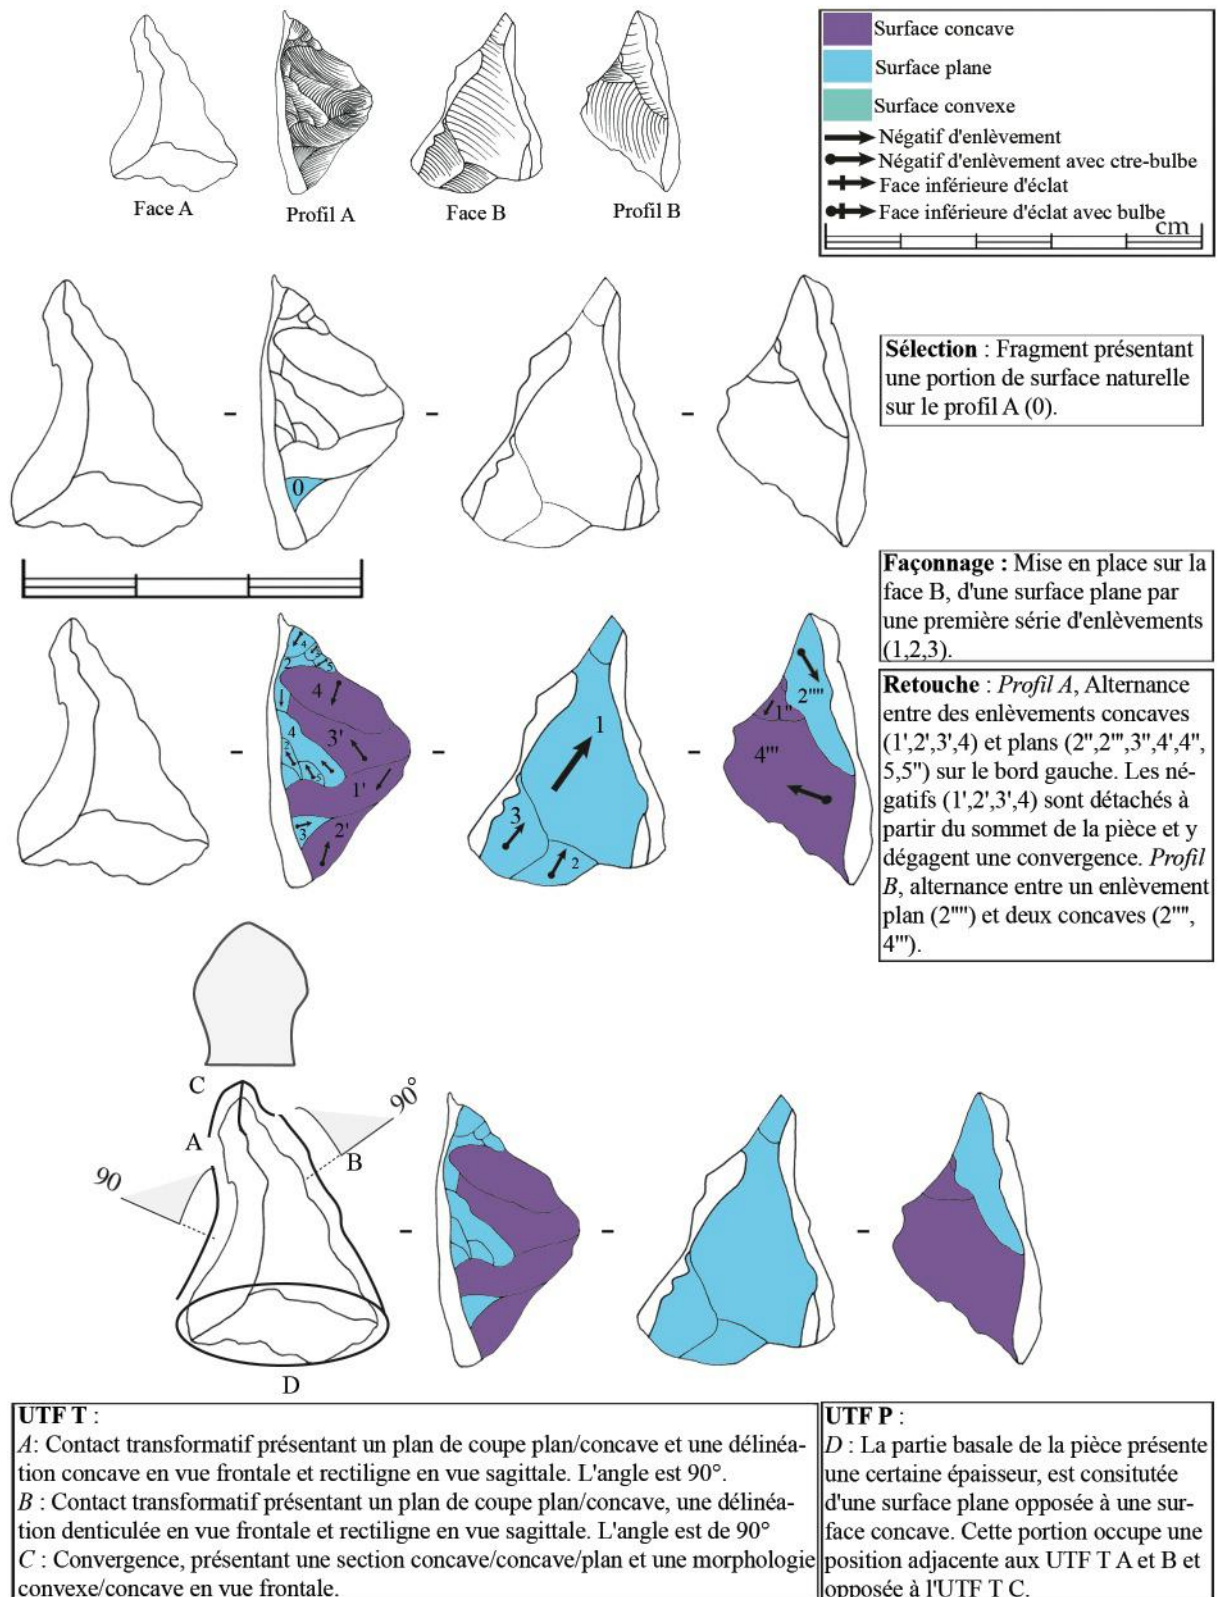 Face A
Profil A
Face B
Profil B
Surface concave
Surface plane
Surface convexe
Négatif d'enlèvement
Négatif d'enlèvement avec ctre-bulbe
Face inférieure d'éclat
Face inférieure d'éclat avec bulbe
cm
0
Sélection : Fragment présentant
une portion de surface naturelle
sur le profil A (0).
Façonnage : Mise en place sur la
face B, d'une surface plane par
une première série d'enlèvements
(1,2,3).
4
2
4
3'
4
1'
2'
1
3
2
2""
1"
4'"
Retouche : Profil A, Alternance
entre des enlèvements concaves
(1',2',3',4) et plans (2",2'",3",4',4",
5,5") sur le bord gauche. Les né-
gatifs (1',2',3',4) sont détachés à
partir du sommet de la pièce et y
dégagent une convergence. Profil
B, alternance entre un enlèvement
plan (2"") et deux concaves (2"",
4'").
C
A
90
90°
B
D
UTF T :
A: Contact transformatif présentant un plan de coupe plan/concave et une délinéa-
tion concave en vue frontale et rectiligne en vue sagittale. L'angle est 90°.
B : Contact transformatif présentant un plan de coupe plan/concave, une délinéa-
tion denticulée en vue frontale et rectiligne en vue sagittale. L'angle est de 90°
C : Convergence, présentant une section concave/concave/plan et une morphologie
convexe/concave en vue frontale.
UTF P :
D : La partie basale de la pièce présente
une certaine épaisseur, est consitutée
d'une surface plane opposée à une sur-
face concave. Cette portion occupe une
position adjacente aux UTF T A et B et
opposée à l'UTF T C.